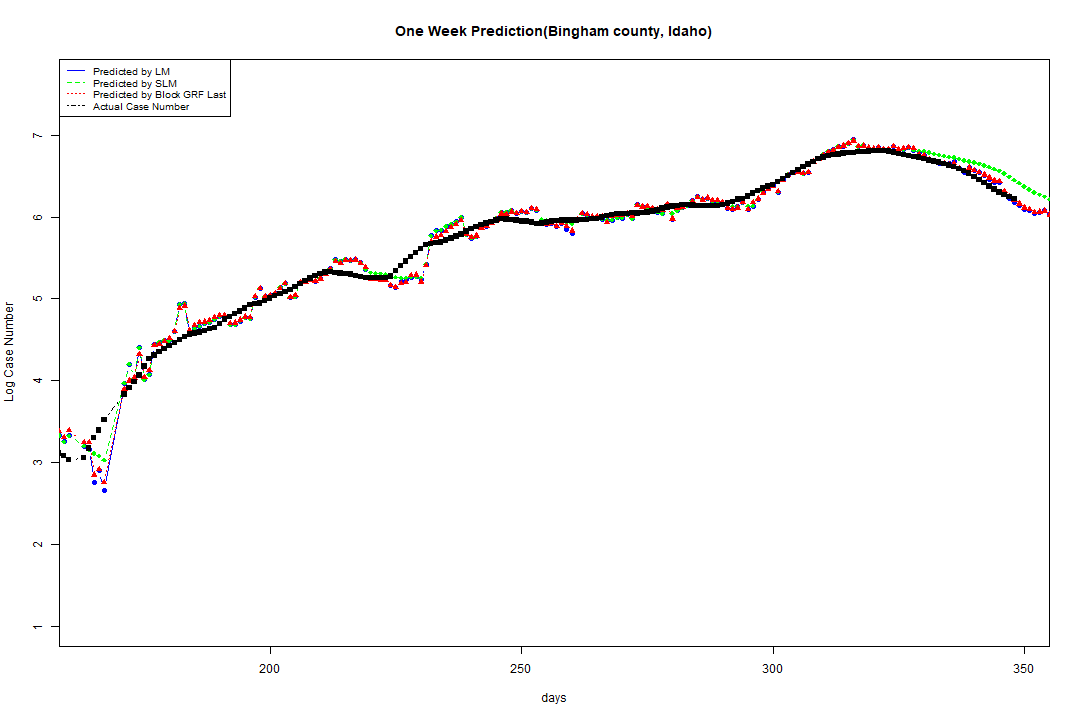 One Week Prediction(Bingham county, Idaho)
Predicted by LM
Predicted by SLM
Predicted by Block GRF Last
Actual Case Number
7
6
5
4
3
2
1
Log Case Number
200 250 300 350
days